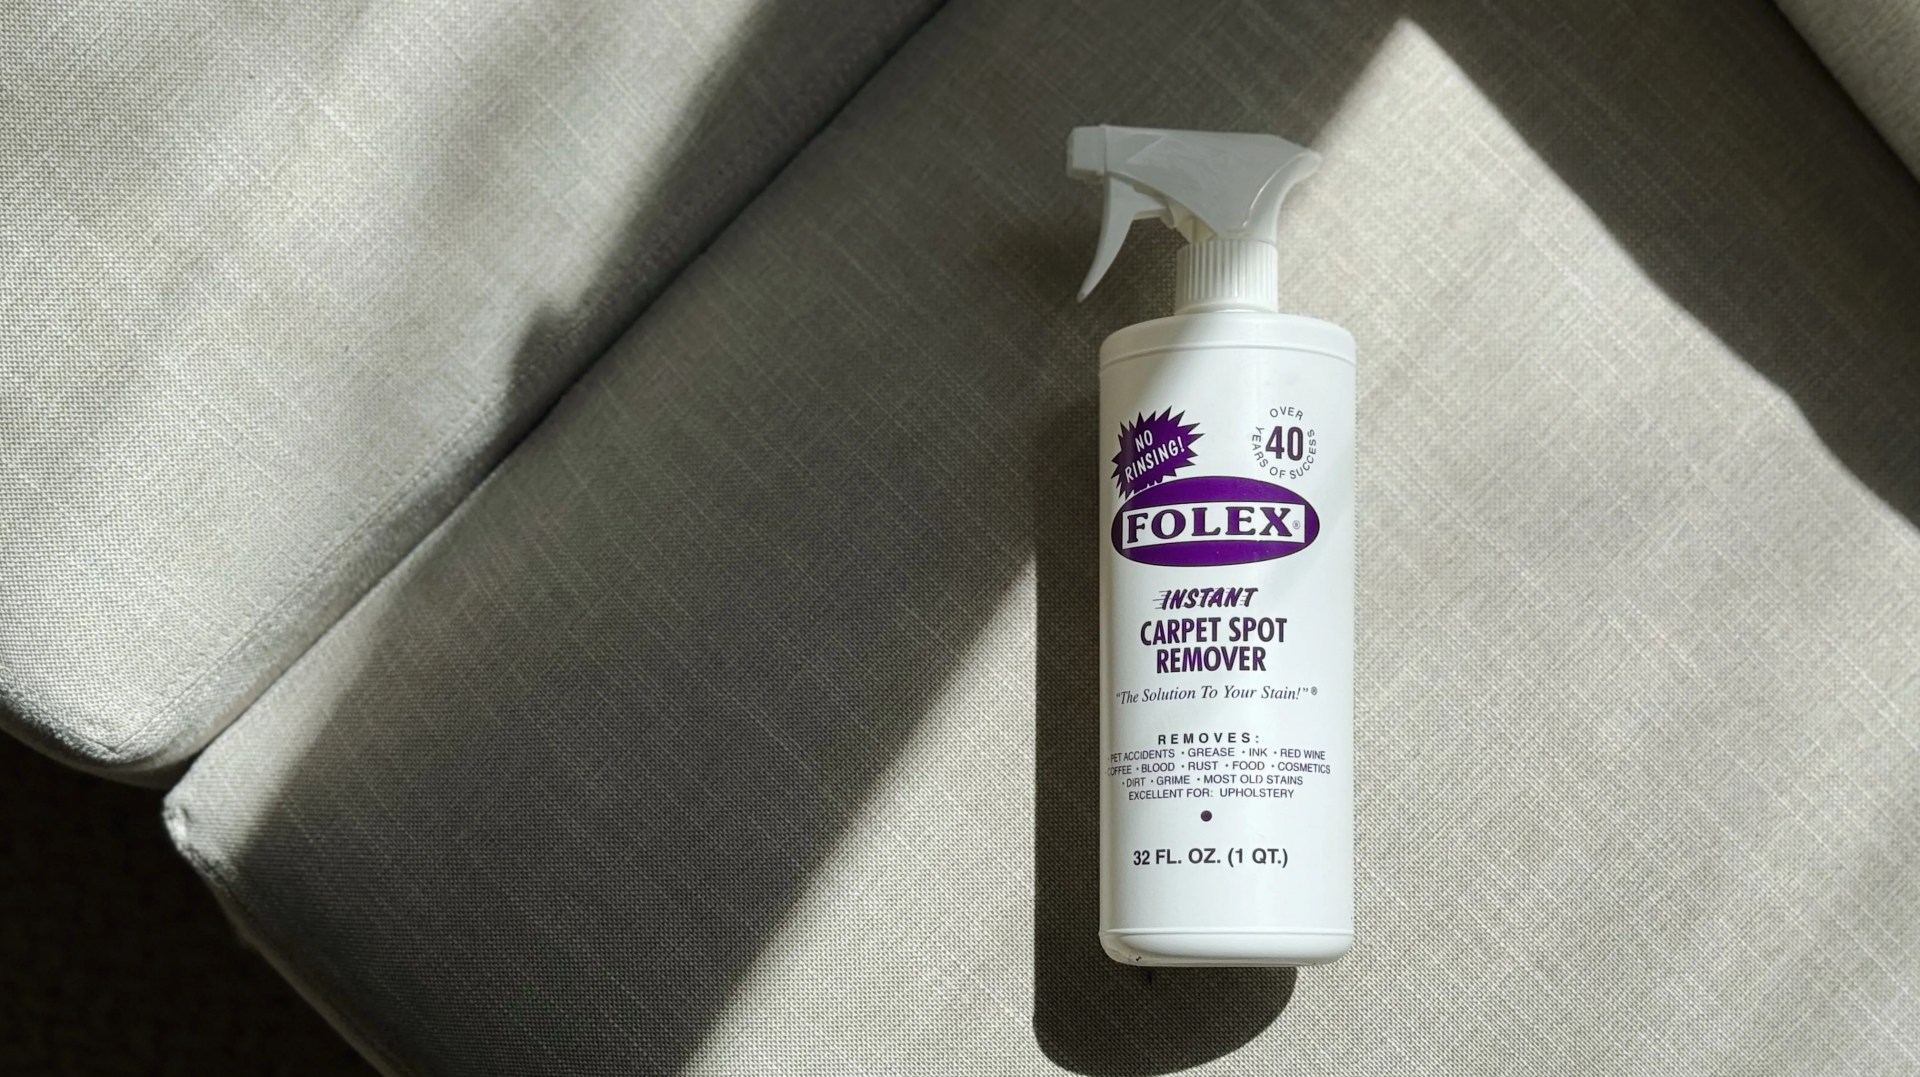 NO
RINSING!
OVER
40
YEARS OF SUCCESS
FOLEX®
INSTANT
CARPET SPOT
REMOVER
"The Solution To Your Stain!"®
REMOVES:
PET ACCIDENTS • GREASE • INK • RED WINE
COFFEE • BLOOD • RUST • FOOD • COSMETICS
• DIRT • GRIME • MOST OLD STAINS
EXCELLENT FOR: UPHOLSTERY
32 FL. OZ. (1 QT.)